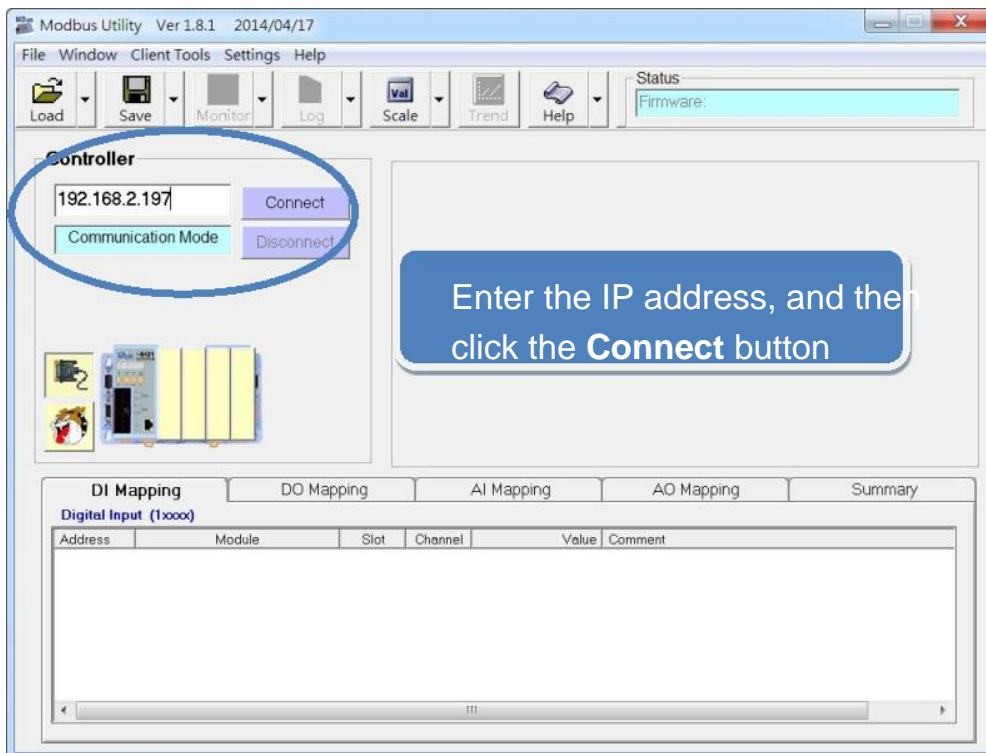 Modbus Utility Ver 1.8.1 2014/04/17
File Window Client Tools Settings Help
Load Save Monitor Log Scale Trend Help
Val
Status
Firmware:
Controller
192.168.2.197 Connect
Communication Mode Disconnect
Enter the IP address, and then
click the Connect button
DI Mapping DO Mapping AI Mapping AO Mapping Summary
Digital Input (1xxxx)
Address Module Slot Channel Value Comment